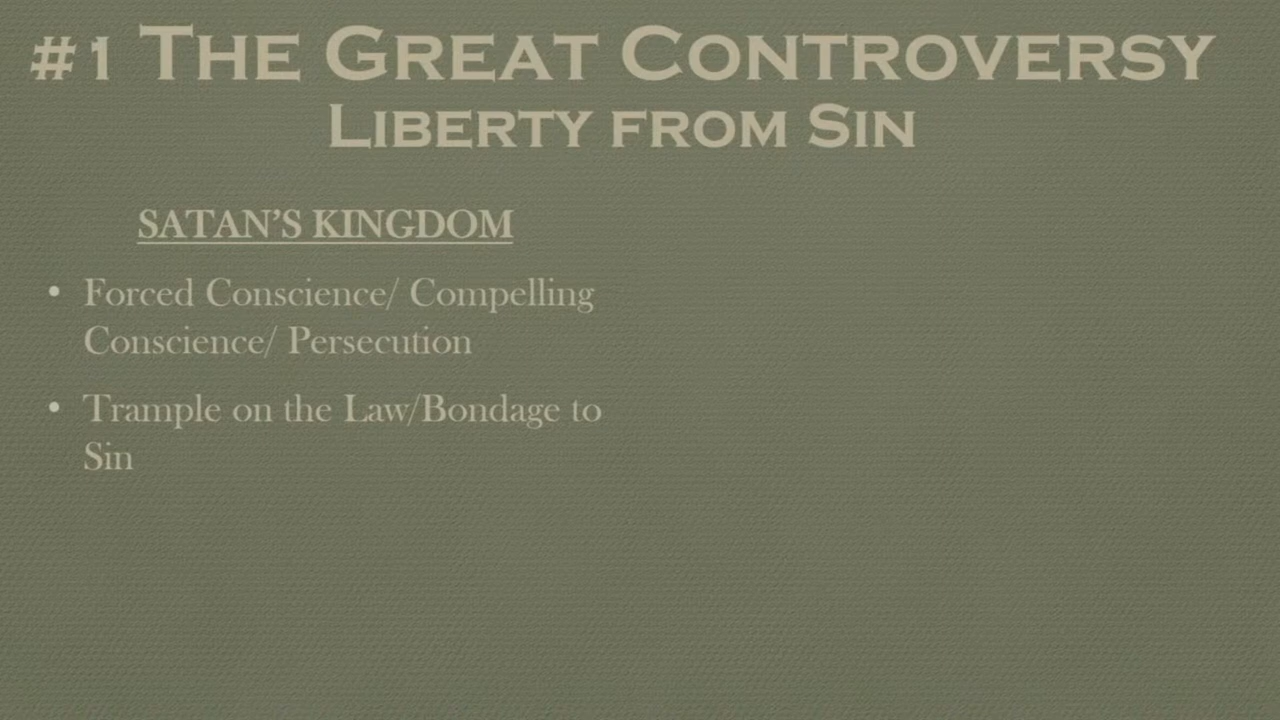 #1 The Great Controversy
Liberty from Sin
SATAN'S KINGDOM
• Forced Conscience/ Compelling
Conscience/ Persecution
• Trample on the Law/Bondage to
Sin